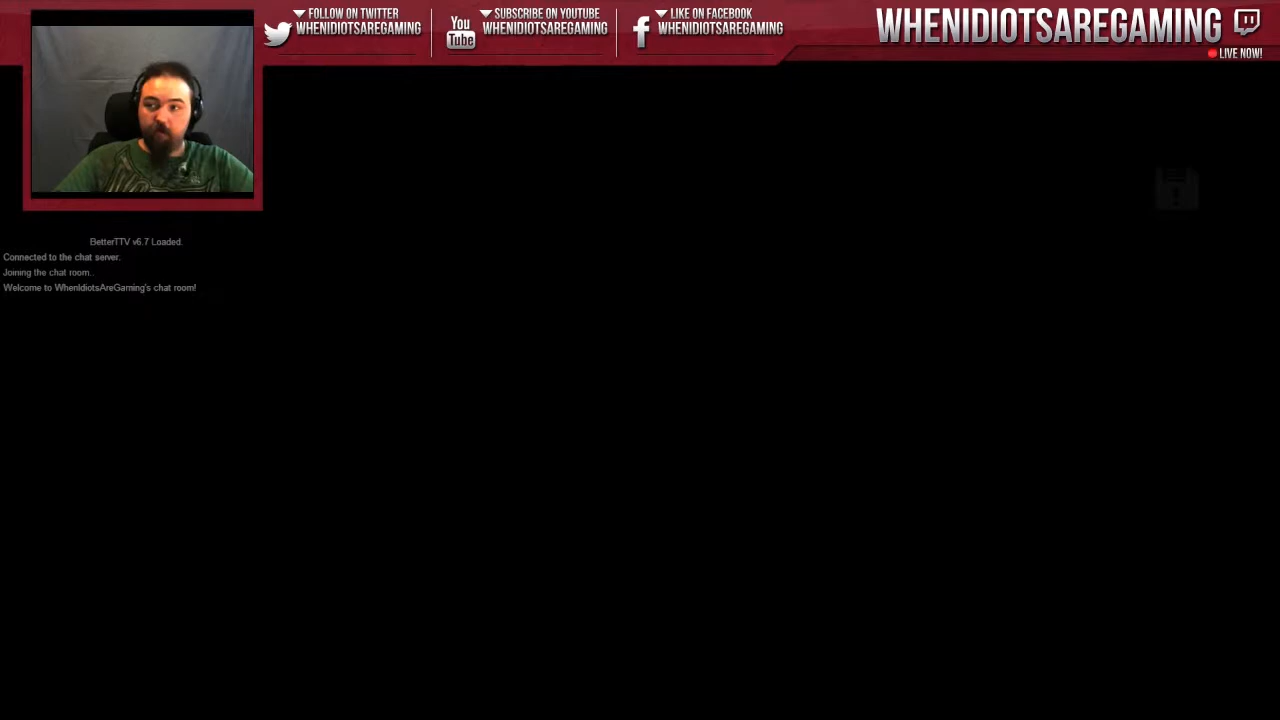 FOLLOW ON TWITTER
WHENIDIOTSAREGAMING
You Tube
SUBSCRIBE ON YOUTUBE
WHENIDIOTSAREGAMING
f
LIKE ON FACEBOOK
WHENIDIOTSAREGAMING
WHENIDIOTSAREGAMING
LIVE NOW!
BetterTTV v6.7 Loaded.
Connected to the chat server.
Joining the chat room..
Welcome to WhenIdiotsAreGaming's chat room!